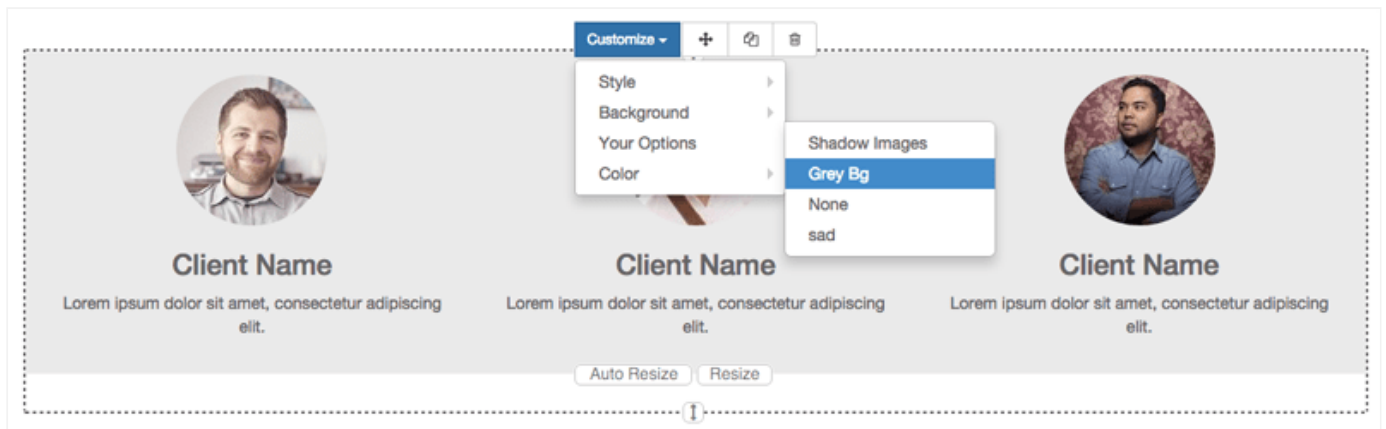 Customize
Style
Background
Your Options
Color
Shadow Images
Grey Bg
None
sad
Client Name
Lorem ipsum dolor sit amet, consectetur adipiscing
elit.
Client Name
Lorem ipsum dolor sit amet, consectetur adipiscing
elit.
Client Name
Lorem ipsum dolor sit amet, consectetur adipiscing
elit.
Auto Resize
Resize